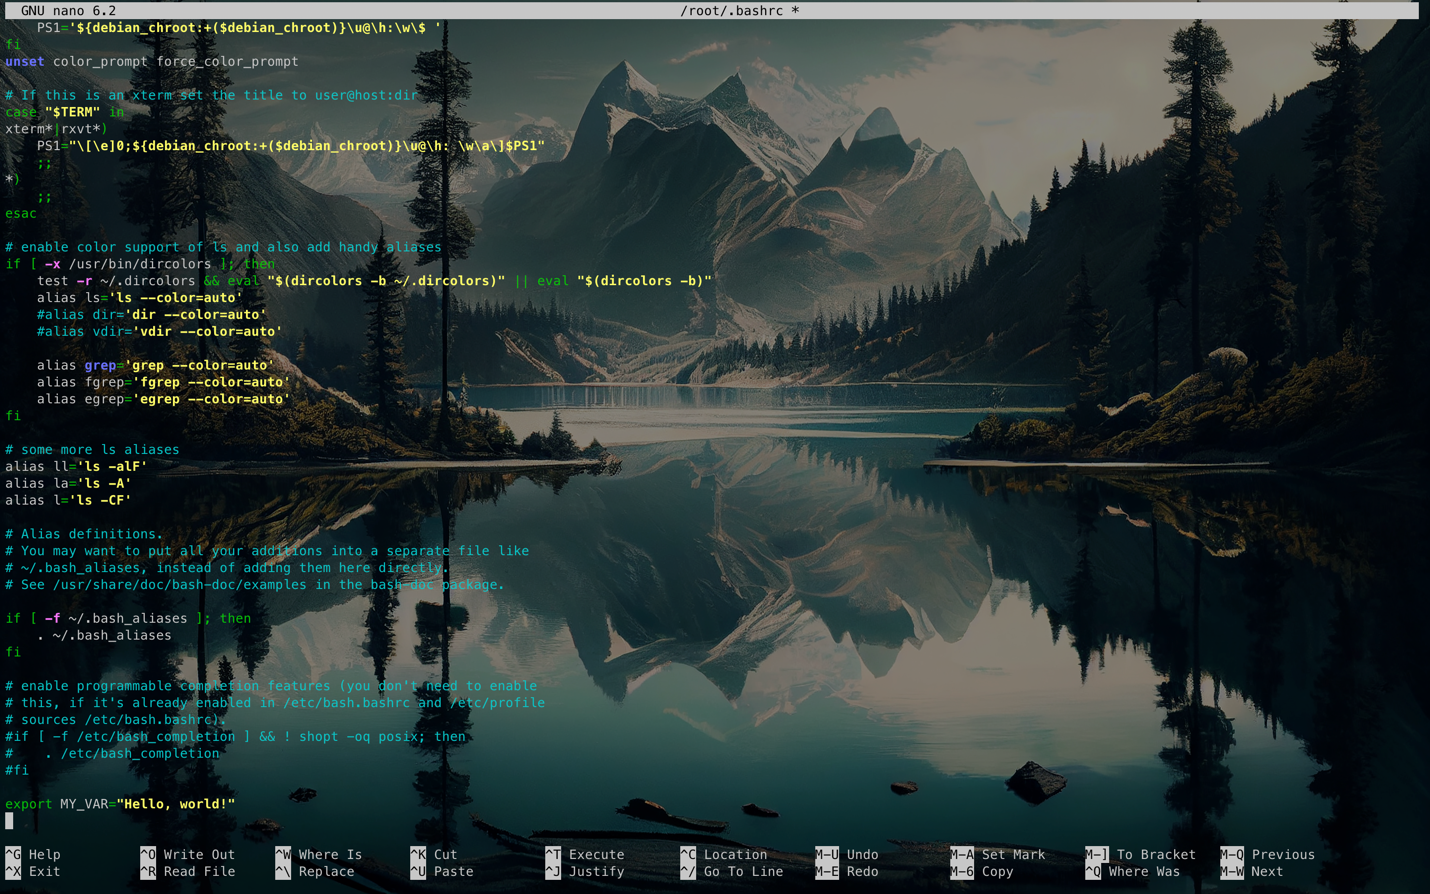 GNU nano 6.2 /root/.bashrc *
PS1='${debian_chroot:+($debian_chroot)}\u@\h:\w\$ '
fi
unset color_prompt force_color_prompt
# If this is an xterm set the title to user@host:dir
case "$TERM" in
xterm*|rxvt*)
PS1="\[\e]0;${debian_chroot:+($debian_chroot)}\u@\h: \w\a\]$PS1"
;;
*)
;;
esac
# enable color support of ls and also add handy aliases
if [ -x /usr/bin/dircolors ]; then
test -r ~/.dircolors && eval "$(dircolors -b ~/.dircolors)" || eval "$(dircolors -b)"
alias ls='ls --color=auto'
#alias dir='dir --color=auto'
#alias vdir='vdir --color=auto'
alias grep='grep --color=auto'
alias fgrep='fgrep --color=auto'
alias egrep='egrep --color=auto'
fi
# some more ls aliases
alias ll='ls -alF'
alias la='ls -A'
alias l='ls -CF'
# Alias definitions.
# You may want to put all your additions into a separate file like
# ~/.bash_aliases, instead of adding them here directly.
# See /usr/share/doc/bash-doc/examples in the bash-doc package.
if [ -f ~/.bash_aliases ]; then
. ~/.bash_aliases
fi
# enable programmable completion features (you don't need to enable
# this, if it's already enabled in /etc/bash.bashrc and /etc/profile
# sources /etc/bash.bashrc).
#if [ -f /etc/bash_completion ] && ! shopt -oq posix; then
#    . /etc/bash_completion
#fi
export MY_VAR="Hello, world!"
^G Help ^O Write Out ^W Where Is ^K Cut ^T Execute ^C Location M-U Undo M-A Set Mark M-] To Bracket M-Q Previous
^X Exit ^R Read File ^\ Replace ^U Paste ^J Justify ^/ Go To Line M-E Redo M-6 Copy ^Q Where Was M-W Next